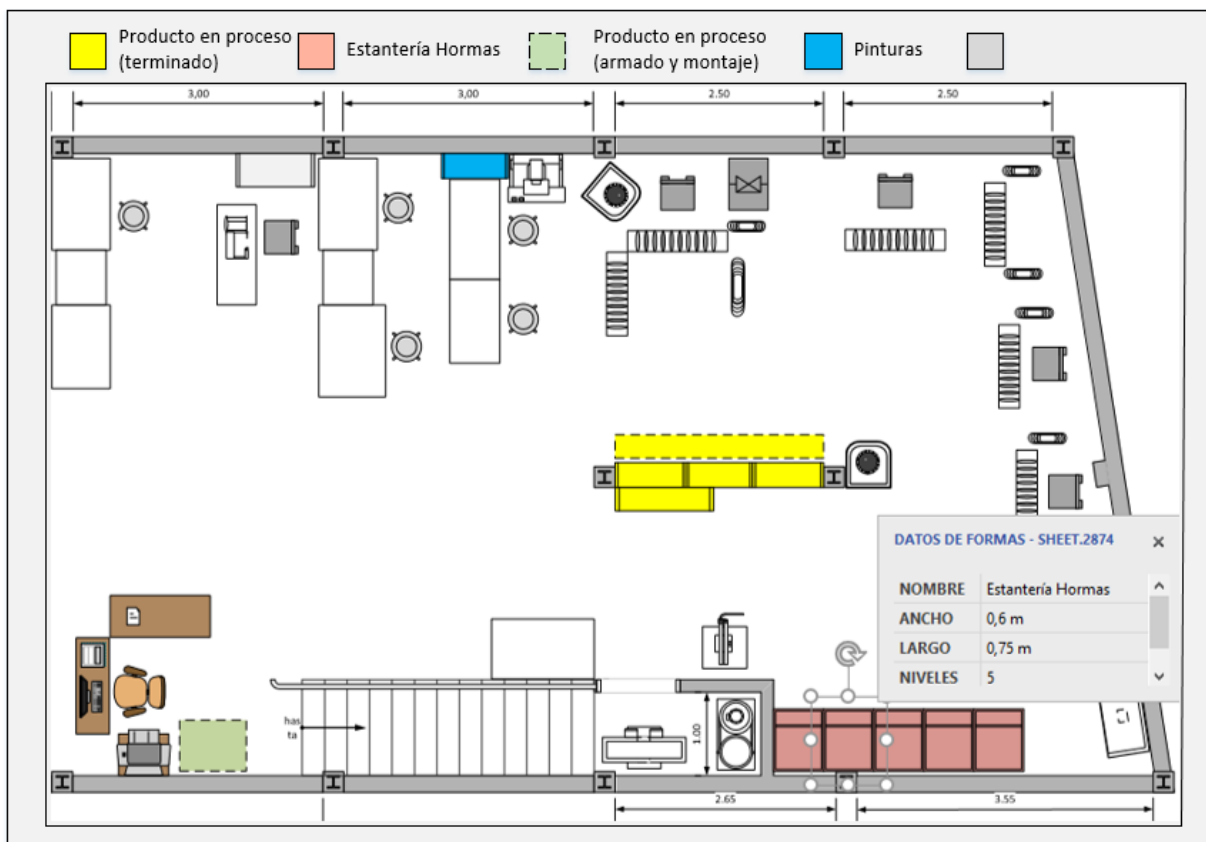 Producto en proceso
(terminado)
Estantería Hormas
Producto en proceso
(armado y montaje)
Pinturas
3,00
3,00
2.50
2.50
DATOS DE FORMAS - SHEET.2874
NOMBRE Estantería Hormas
ANCHO 0,6 m
LARGO 0,75 m
NIVELES 5
has
ta
1.00
2.65
3.55